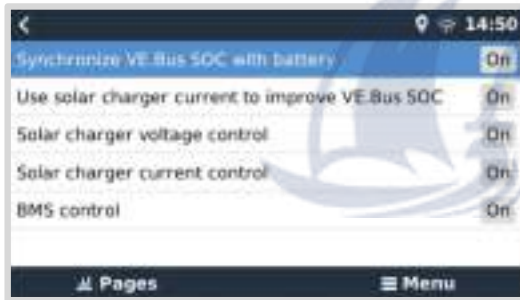 14:50
Synchronize VE.Bus SOC with battery On
Use solar charger current to improve VE.Bus SOC On
Solar charger voltage control On
Solar charger current control On
BMS control On
Pages Menu